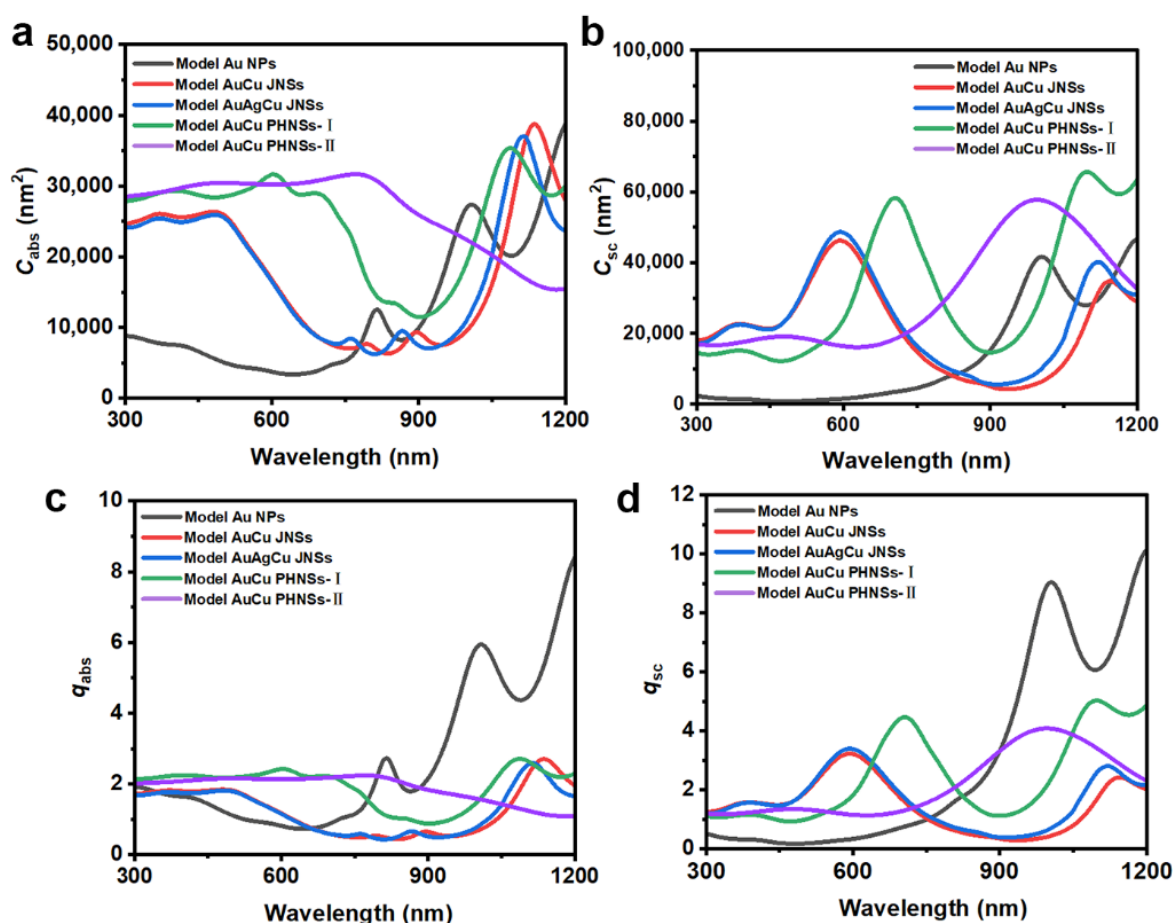 a
50,000
40,000
30,000
20,000
10,000
0
C_abs (nm²)
Model Au NPs
Model AuCu JNSs
Model AuAgCu JNSs
Model AuCu PHNSs-Ⅰ
Model AuCu PHNSs-Ⅱ
300 600 900 1200
Wavelength (nm)
b
100,000
80,000
60,000
40,000
20,000
0
C_sc (nm²)
Model Au NPs
Model AuCu JNSs
Model AuAgCu JNSs
Model AuCu PHNSs-Ⅰ
Model AuCu PHNSs-Ⅱ
300 600 900 1200
Wavelength (nm)
c
10
8
6
4
2
0
q_abs
Model Au NPs
Model AuCu JNSs
Model AuAgCu JNSs
Model AuCu PHNSs-Ⅰ
Model AuCu PHNSs-Ⅱ
300 600 900 1200
Wavelength (nm)
d
12
10
8
6
4
2
0
q_sc
Model Au NPs
Model AuCu JNSs
Model AuAgCu JNSs
Model AuCu PHNSs-Ⅰ
Model AuCu PHNSs-Ⅱ
300 600 900 1200
Wavelength (nm)